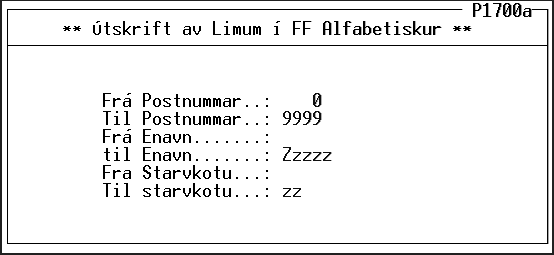 P1700a
** Útskrift av Limum í FF Alfabetiskur **
Frá Postnummar..:    0
Til Postnummar..: 9999
Frá Enavn.......:
til Enavn.......: Zzzzz
Fra Starvkotu...:
Til starvkotu...: zz